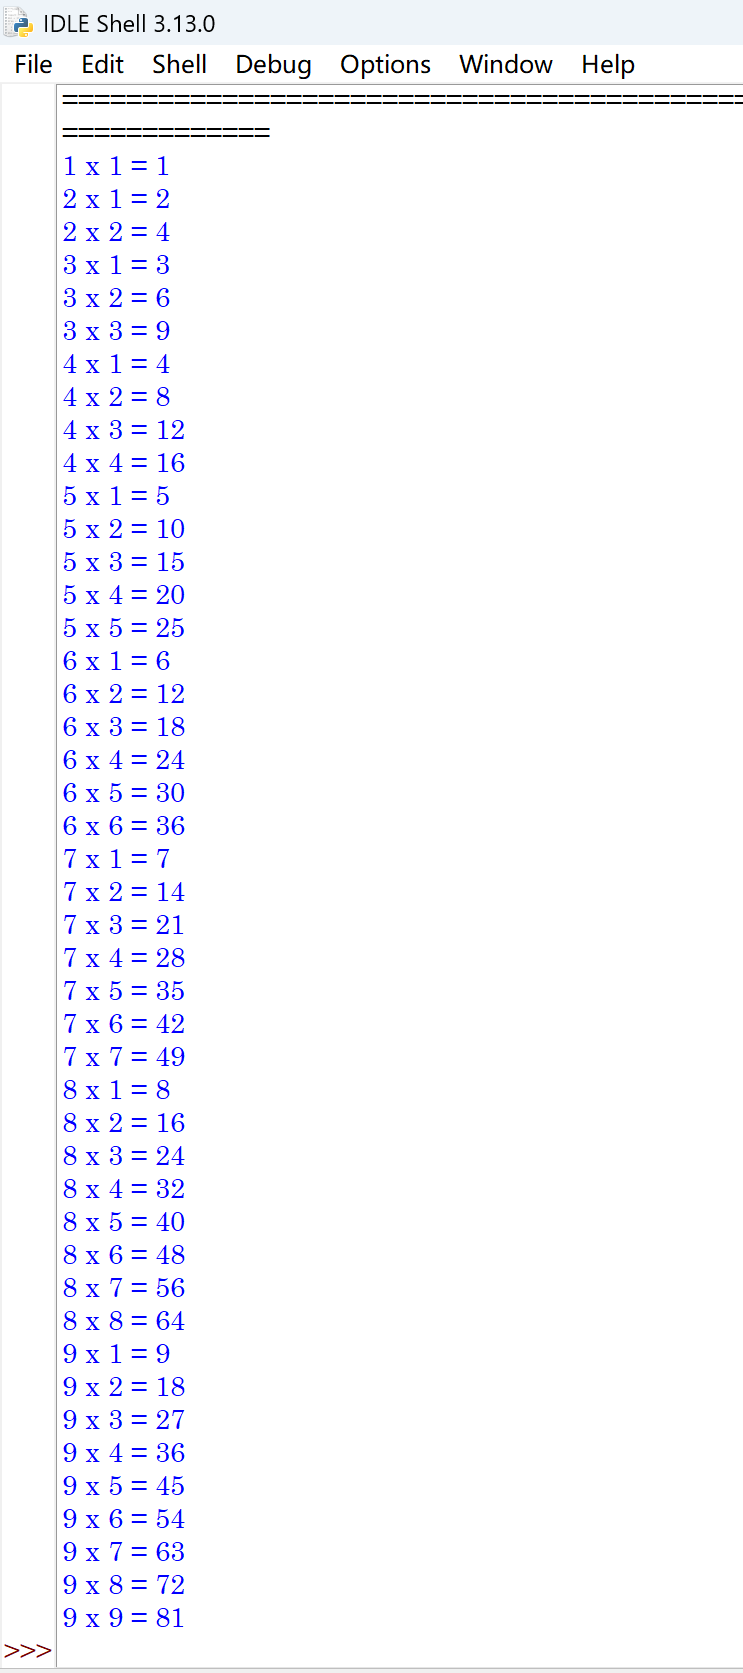 IDLE Shell 3.13.0
File Edit Shell Debug Options Window Help
===========================================
=============
1 x 1 = 1
2 x 1 = 2
2 x 2 = 4
3 x 1 = 3
3 x 2 = 6
3 x 3 = 9
4 x 1 = 4
4 x 2 = 8
4 x 3 = 12
4 x 4 = 16
5 x 1 = 5
5 x 2 = 10
5 x 3 = 15
5 x 4 = 20
5 x 5 = 25
6 x 1 = 6
6 x 2 = 12
6 x 3 = 18
6 x 4 = 24
6 x 5 = 30
6 x 6 = 36
7 x 1 = 7
7 x 2 = 14
7 x 3 = 21
7 x 4 = 28
7 x 5 = 35
7 x 6 = 42
7 x 7 = 49
8 x 1 = 8
8 x 2 = 16
8 x 3 = 24
8 x 4 = 32
8 x 5 = 40
8 x 6 = 48
8 x 7 = 56
8 x 8 = 64
9 x 1 = 9
9 x 2 = 18
9 x 3 = 27
9 x 4 = 36
9 x 5 = 45
9 x 6 = 54
9 x 7 = 63
9 x 8 = 72
9 x 9 = 81
>>>